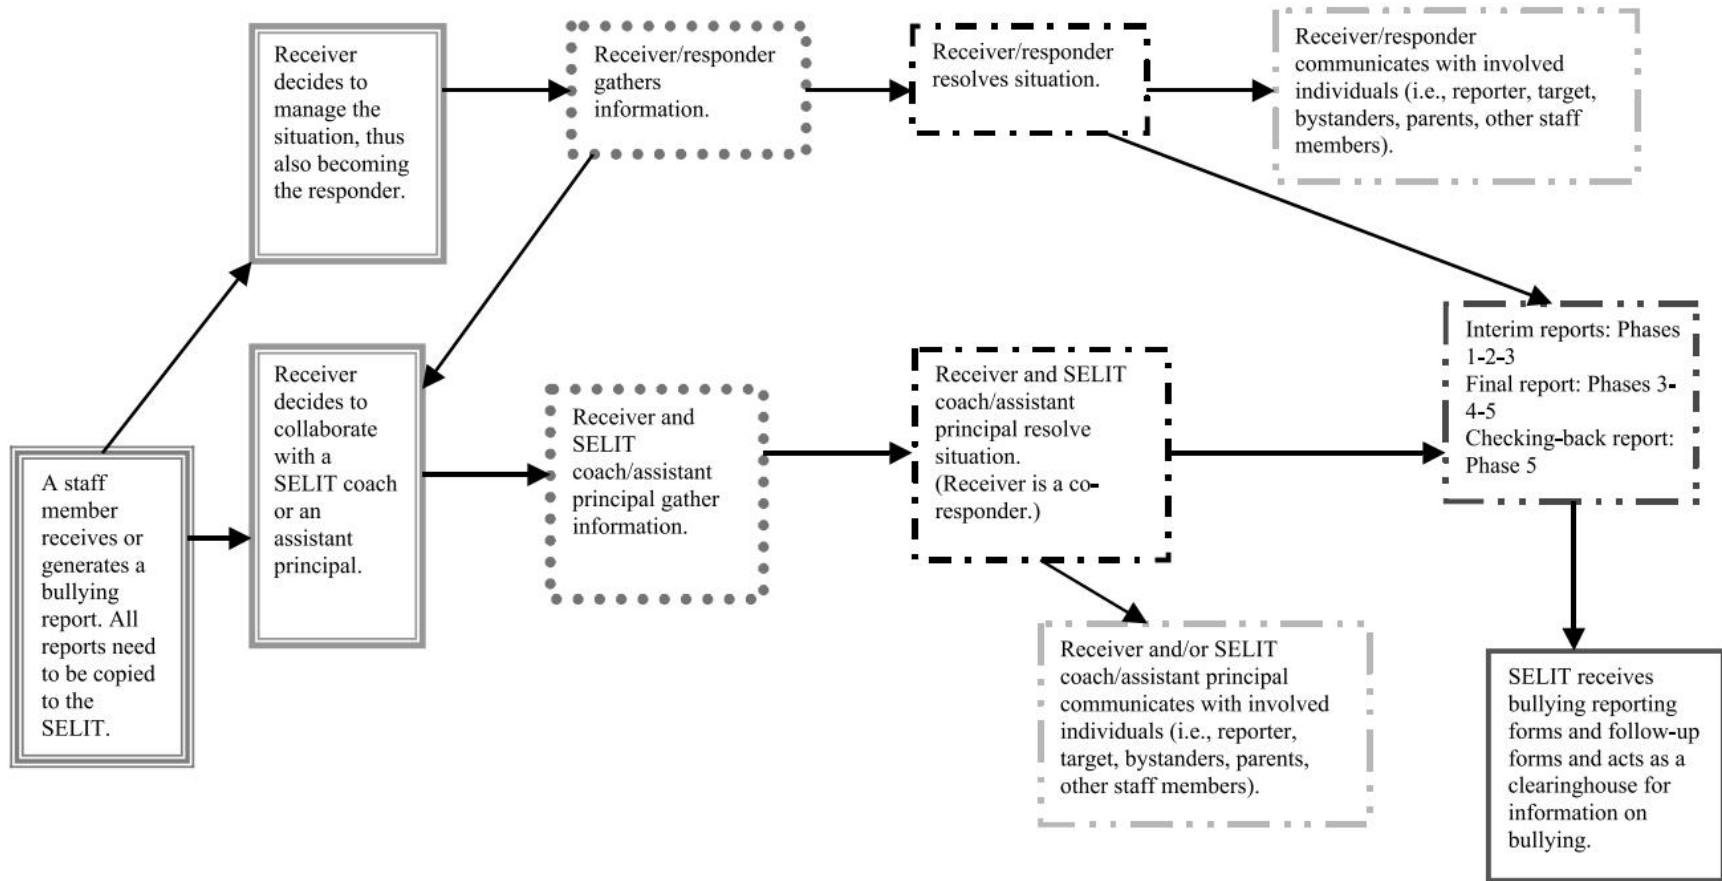 Receiver
decides to
manage the
situation, thus
also becoming
the responder.
Receiver/responder
gathers
information.
Receiver/responder
resolves situation.
Receiver/responder
communicates with involved
individuals (i.e., reporter, target,
bystanders, parents, other staff
members).
A staff
member
receives or
generates a
bullying
report. All
reports need
to be copied
to the
SELIT.
Receiver
decides to
collaborate
with a
SELIT coach
or an
assistant
principal.
Receiver and
SELIT
coach/assistant
principal gather
information.
Receiver and SELIT
coach/assistant
principal resolve
situation.
(Receiver is a co-
responder.)
Interim reports: Phases
1-2-3
Final report: Phases 3-
4-5
Checking-back report:
Phase 5
Receiver and/or SELIT
coach/assistant principal
communicates with involved
individuals (i.e., reporter,
target, bystanders, parents,
other staff members).
SELIT receives
bullying reporting
forms and follow-up
forms and acts as a
clearinghouse for
information on
bullying.